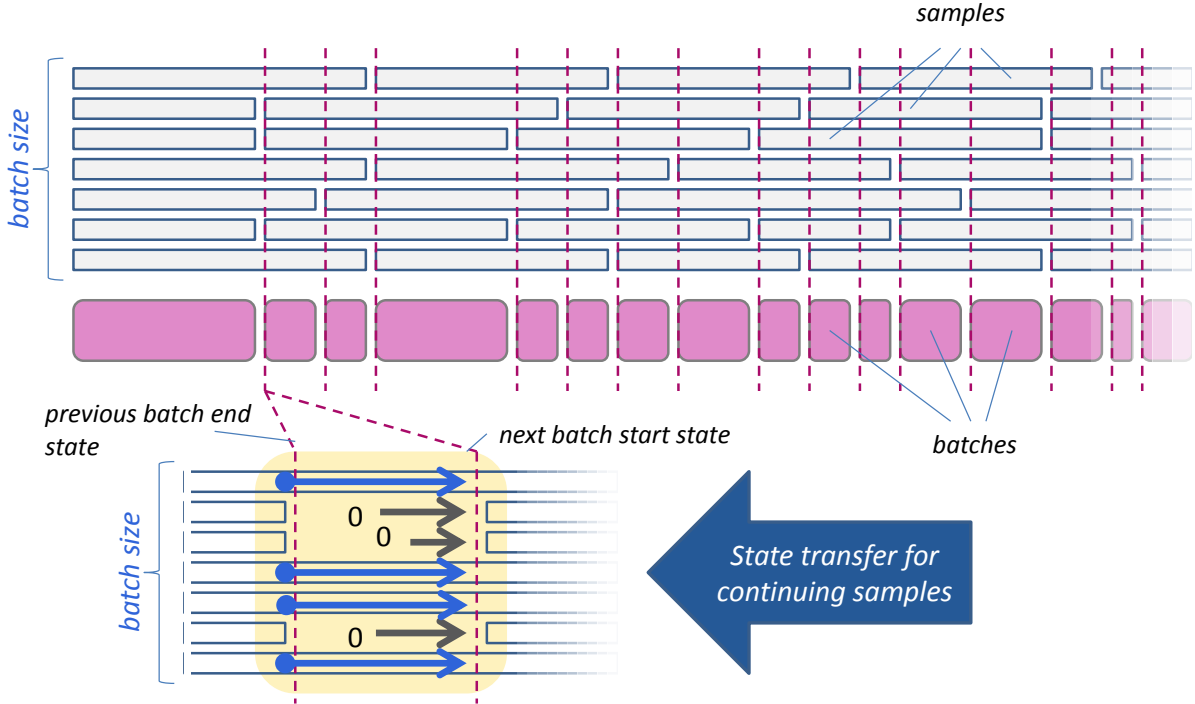 samples
batch size
previous batch end
state
next batch start state
batches
batch size
0
0
0
State transfer for
continuing samples